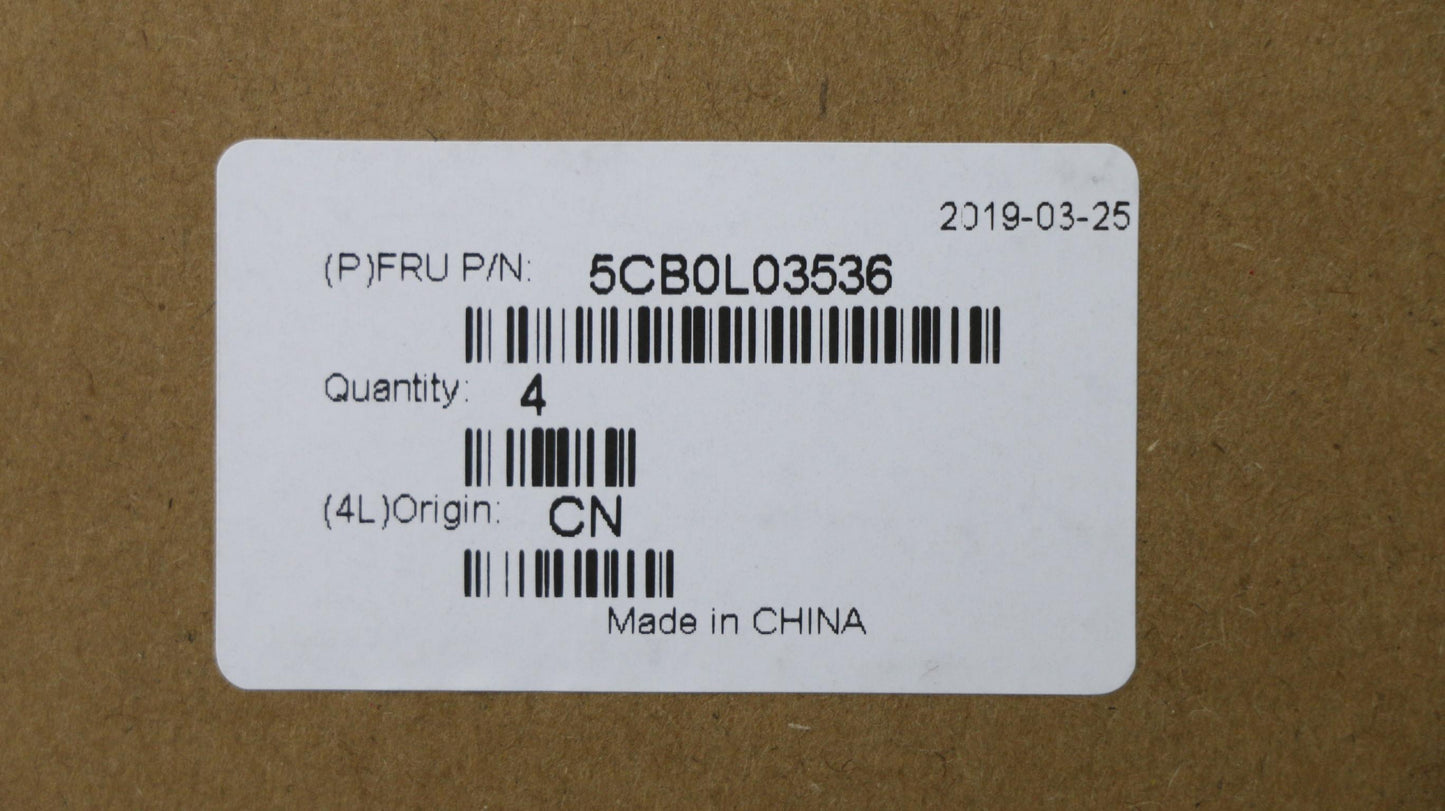 2019-03-25
(P)FRU P/N: 5CB0L03536
Quantity: 4
(4L)Origin: CN
Made in CHINA